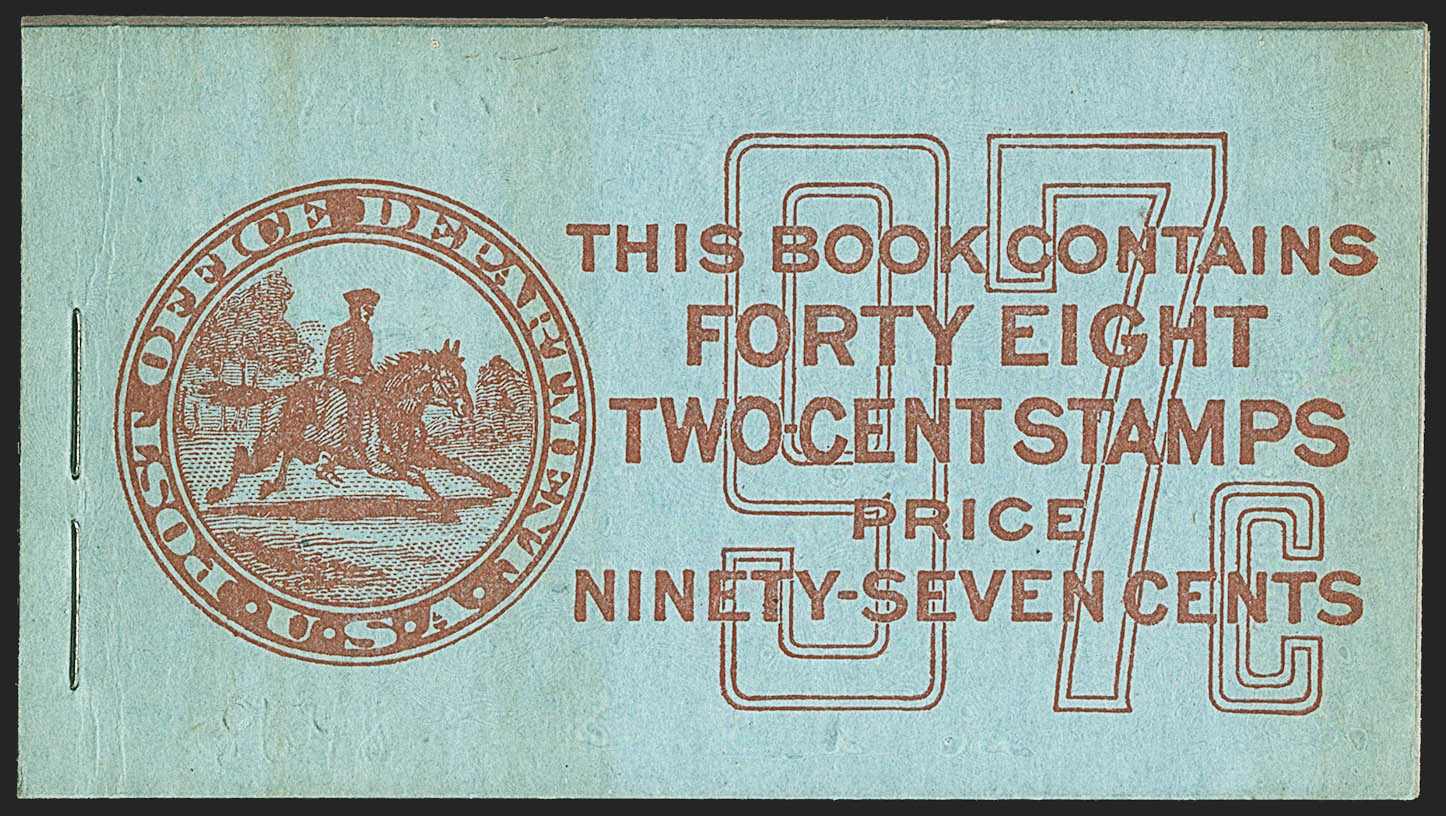 POST OFFICE DEPARTMENT.
·U·S·A·
97c
THIS BOOK CONTAINS
FORTY EIGHT
TWO-CENT STAMPS
PRICE
NINETY-SEVEN CENTS